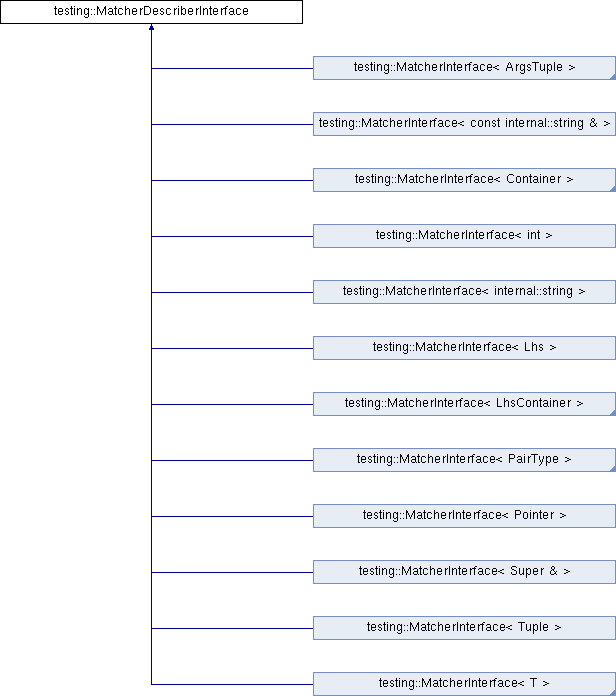 testing::MatcherDescriberInterface
testing::MatcherInterface< ArgsTuple >
testing::MatcherInterface< const internal::string & >
testing::MatcherInterface< Container >
testing::MatcherInterface< int >
testing::MatcherInterface< internal::string >
testing::MatcherInterface< Lhs >
testing::MatcherInterface< LhsContainer >
testing::MatcherInterface< PairType >
testing::MatcherInterface< Pointer >
testing::MatcherInterface< Super & >
testing::MatcherInterface< Tuple >
testing::MatcherInterface< T >